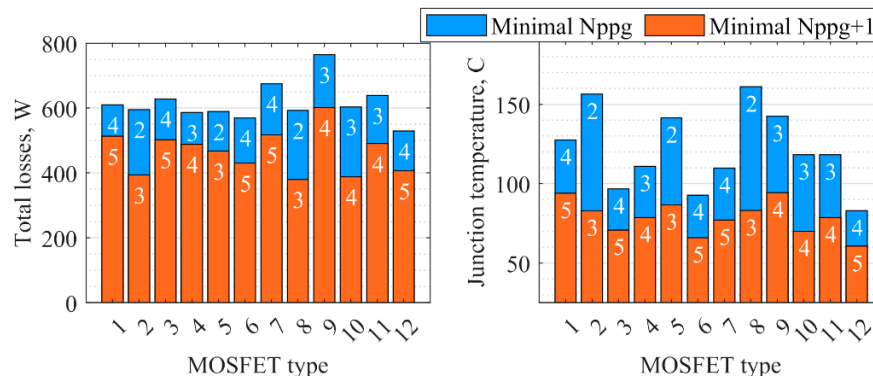 Minimal Nppg Minimal Nppg+1
800
600
400
200
0
Total losses, W
4 2 4 3 2 4 4 2 3 3 3 4
5 3 5 4 3 5 5 3 4 4 4 5
1 2 3 4 5 6 7 8 9 10 11 12
MOSFET type
150
100
50
Junction temperature, C
4 2 4 3 2 4 4 2 3 3 3 4
5 3 5 4 3 5 5 3 4 4 4 5
1 2 3 4 5 6 7 8 9 10 11 12
MOSFET type